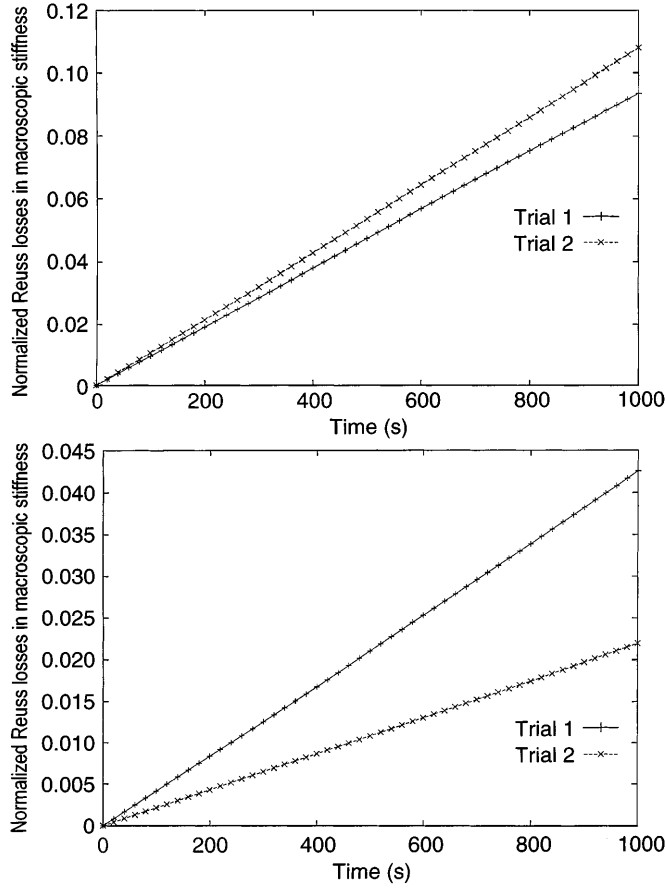 Normalized Reuss losses in macroscopic stiffness
0.12
0.10
0.08
0.06
0.04
0.02
0
Trial 1
Trial 2
0 200 400 600 800 1000
Time (s)
Normalized Reuss losses in macroscopic stiffness
0.045
0.040
0.035
0.030
0.025
0.020
0.015
0.010
0.005
0
Trial 1
Trial 2
0 200 400 600 800 1000
Time (s)